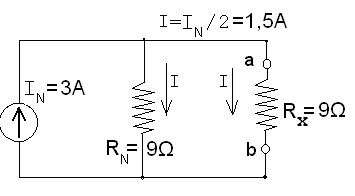 I=I_N/2=1,5A
a
I_N=3A
I
I
R_x=9Ω
R_N=9Ω
b